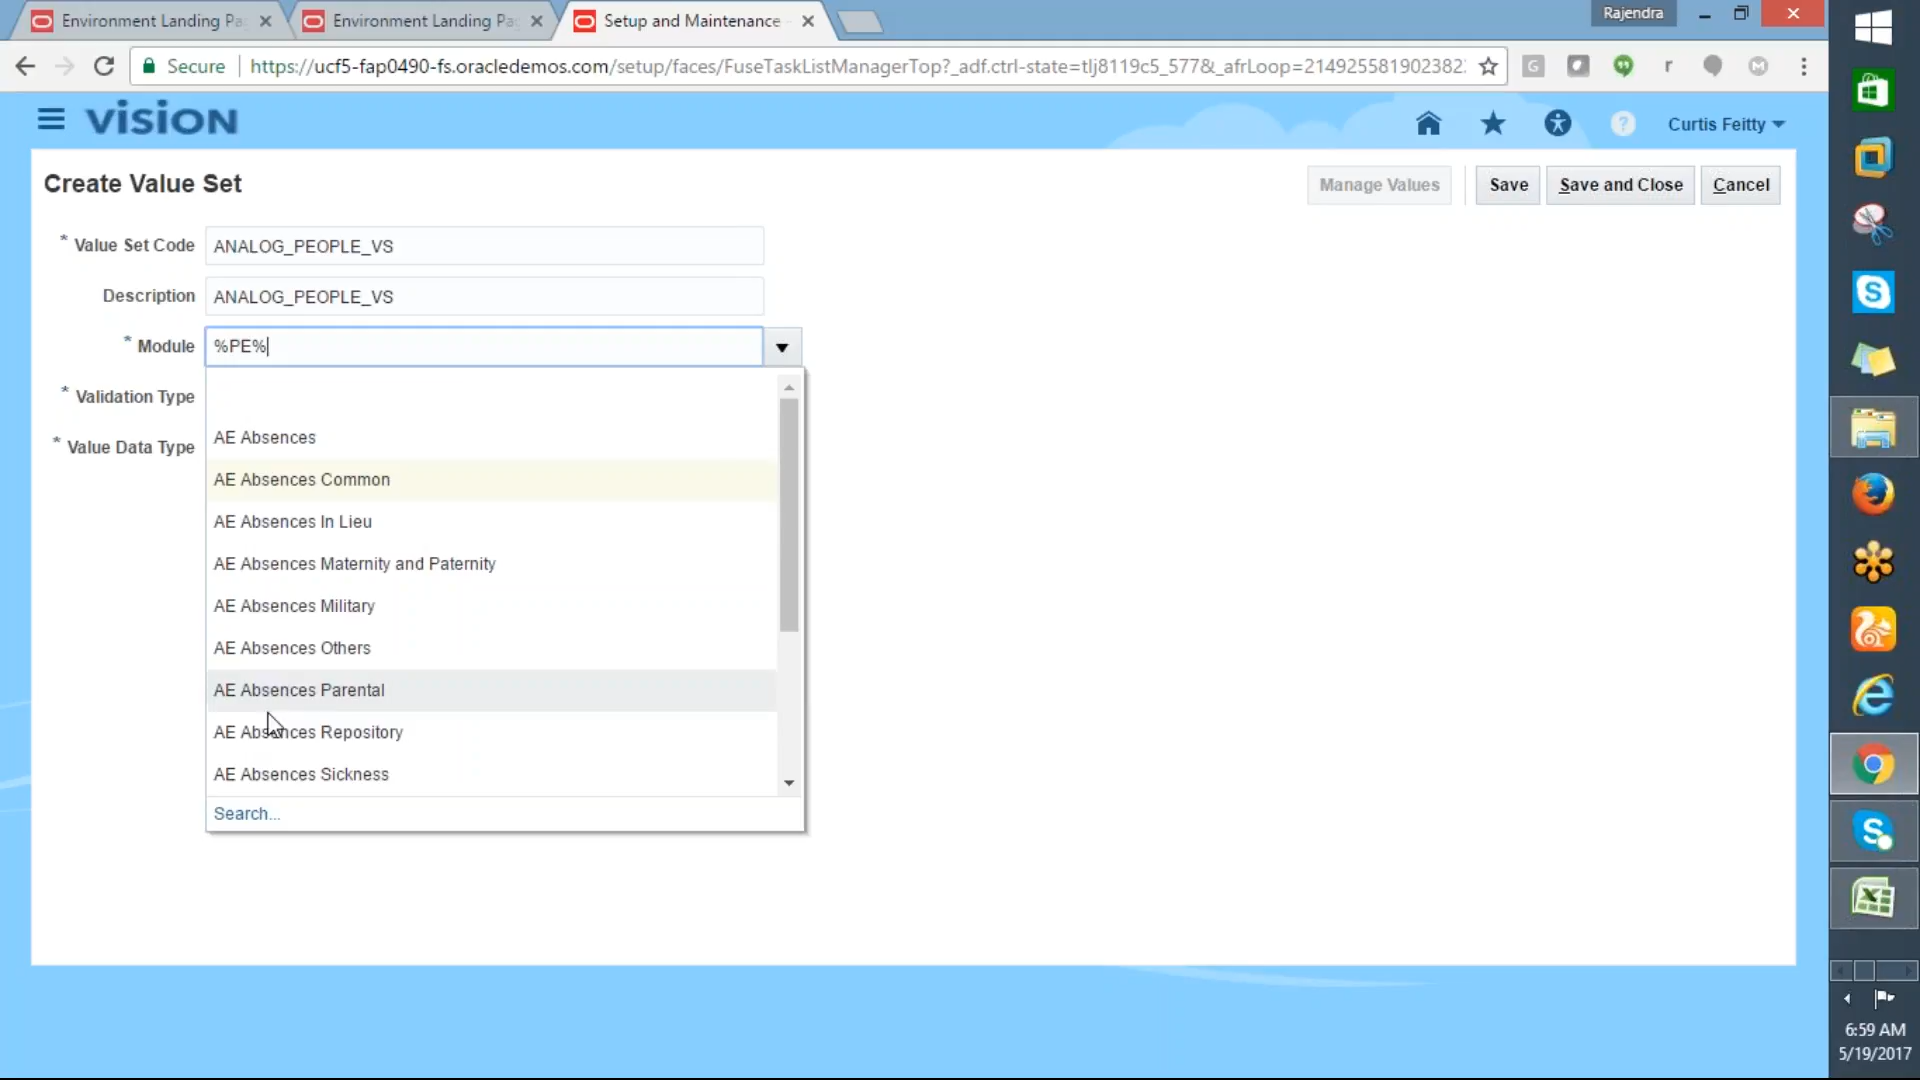 Environment Landing Pa
Environment Landing Pa
Setup and Maintenance
Rajendra
Secure
https://ucf5-fap0490-fs.oracledemos.com/setup/faces/FuseTaskListManagerTop?_adf.ctrl-state=tlj8119c5_577&_afrLoop=214925581902382
VISION
Curtis Feitty
Create Value Set
Manage Values
Save
Save and Close
Cancel
* Value Set Code
ANALOG_PEOPLE_VS
Description
ANALOG_PEOPLE_VS
* Module
%PE%
* Validation Type
* Value Data Type
AE Absences
AE Absences Common
AE Absences In Lieu
AE Absences Maternity and Paternity
AE Absences Military
AE Absences Others
AE Absences Parental
AE Absences Repository
AE Absences Sickness
Search...
6:59 AM
5/19/2017